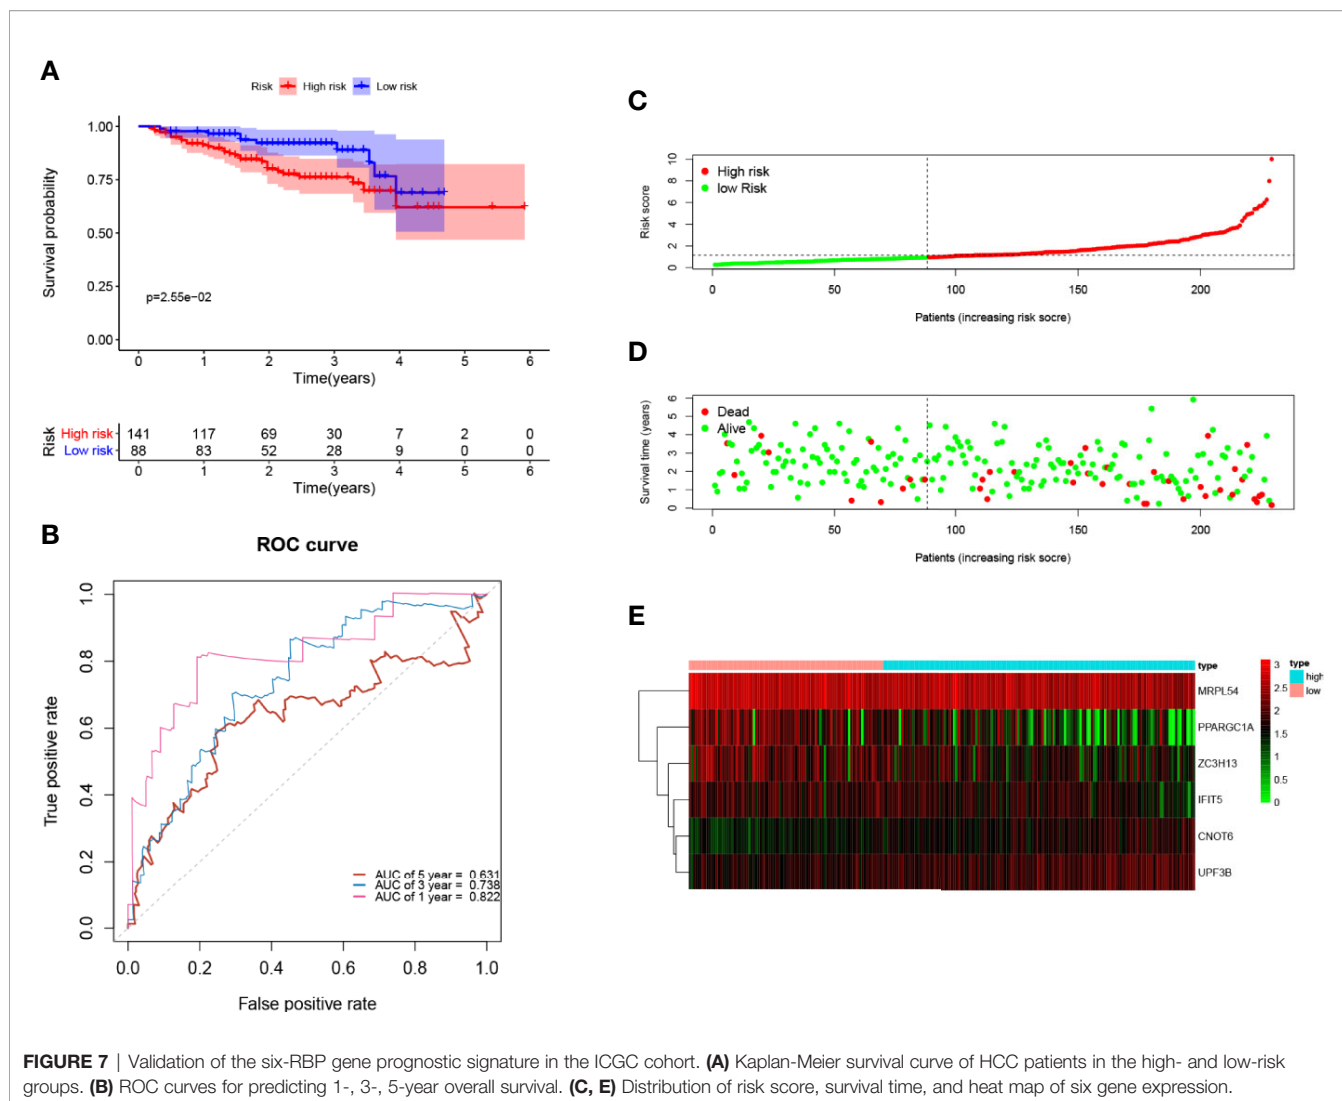 A
Risk High risk Low risk
Survival probability
1.00
0.75
0.50
0.25
0.00
p=2.55e−02
0 1 2 3 4 5 6
Time(years)
Risk
High risk 141 117 69 30 7 2 0
Low risk 88 83 52 28 9 0 0
0 1 2 3 4 5 6
Time(years)
B
ROC curve
True positive rate
1.0
0.8
0.6
0.4
0.2
0.0
AUC of 5 year = 0.631
AUC of 3 year = 0.738
AUC of 1 year = 0.822
0.0 0.2 0.4 0.6 0.8 1.0
False positive rate
C
Risk score
10
8
6
4
2
0
High risk
low Risk
0 50 100 150 200
Patients (increasing risk socre)
D
Survival time (years)
6
5
4
3
2
1
0
Dead
Alive
0 50 100 150 200
Patients (increasing risk socre)
E
type
MRPL54
PPARGC1A
ZC3H13
IFIT5
CNOT6
UPF3B
3
2.5
2
1.5
1
0.5
0
type
high
low
FIGURE 7 | Validation of the six-RBP gene prognostic signature in the ICGC cohort. (A) Kaplan-Meier survival curve of HCC patients in the high- and low-risk
groups. (B) ROC curves for predicting 1-, 3-, 5-year overall survival. (C, E) Distribution of risk score, survival time, and heat map of six gene expression.